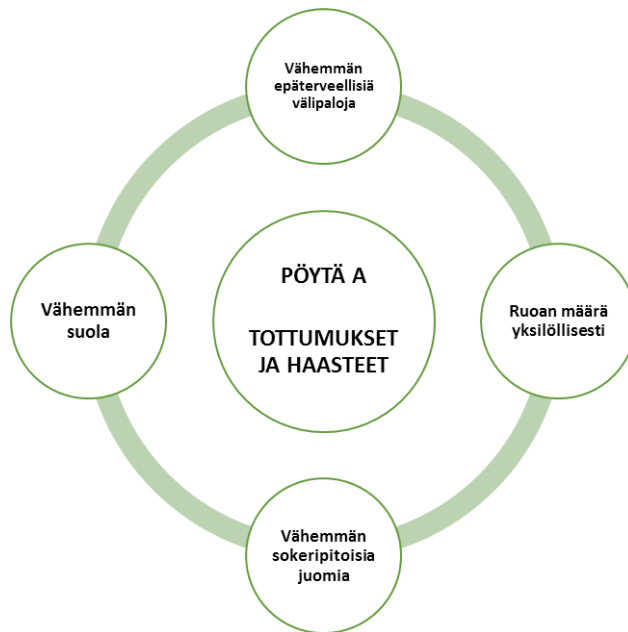 Vähemmän
epäterveellisiä
välipaloja
PÖYTÄ A
TOTTUMUKSET
JA HAASTEET
Vähemmän
suola
Ruoan määrä
yksilöllisesti
Vähemmän
sokeripitoisia
juomia